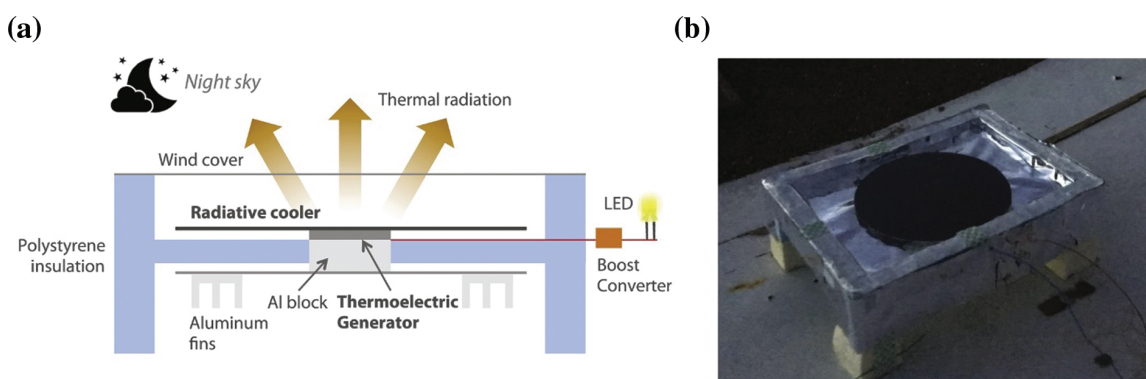 (a)
(b)
Night sky
Thermal radiation
Wind cover
Radiative cooler
LED
Polystyrene
insulation
Boost
Converter
Al block
Thermoelectric
Generator
Aluminum
fins